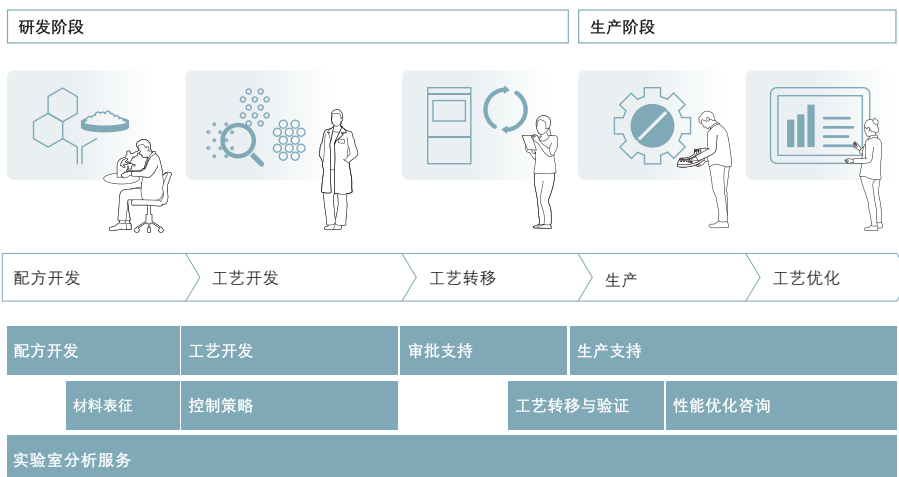 研发阶段
生产阶段
配方开发
工艺开发
工艺转移
生产
工艺优化
配方开发
工艺开发
审批支持
生产支持
材料表征
控制策略
工艺转移与验证
性能优化咨询
实验室分析服务